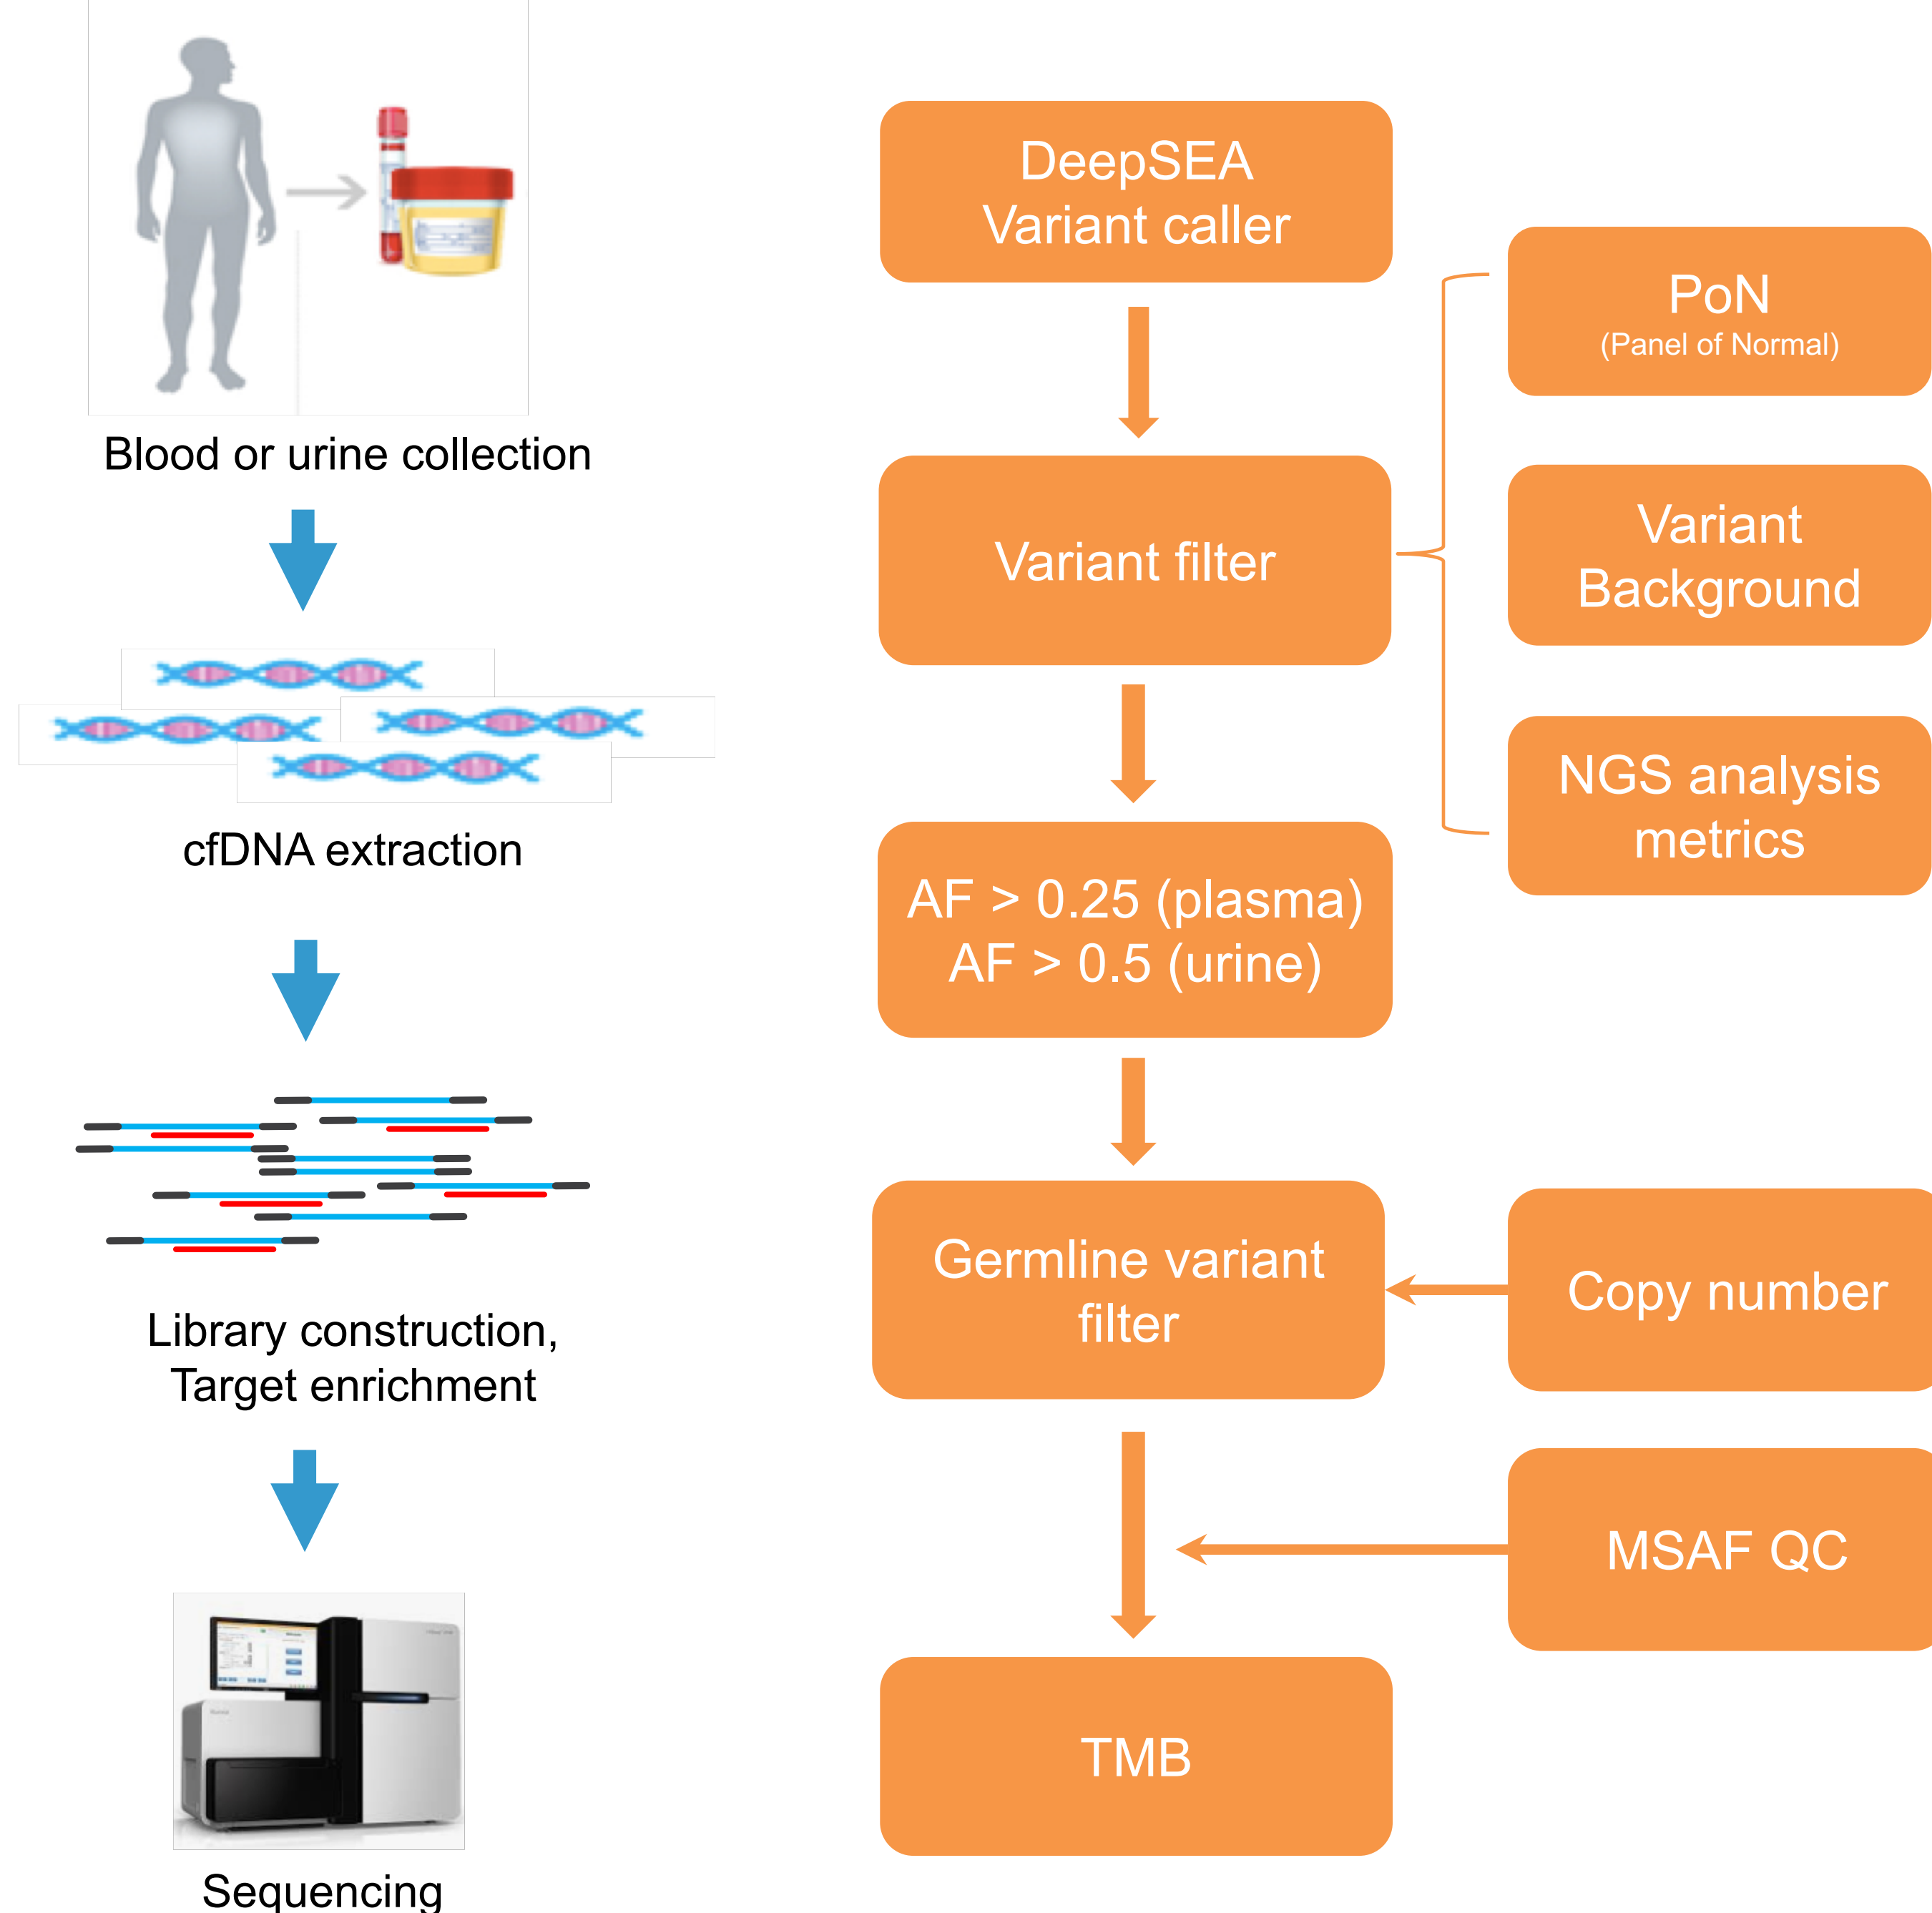 Blood or urine collection
cfDNA extraction
Library construction,
Target enrichment
Sequencing
DeepSEA
Variant caller
Variant filter
PoN
(Panel of Normal)
Variant
Background
NGS analysis
metrics
AF > 0.25 (plasma)
AF > 0.5 (urine)
Germline variant
filter
Copy number
MSAF QC
TMB